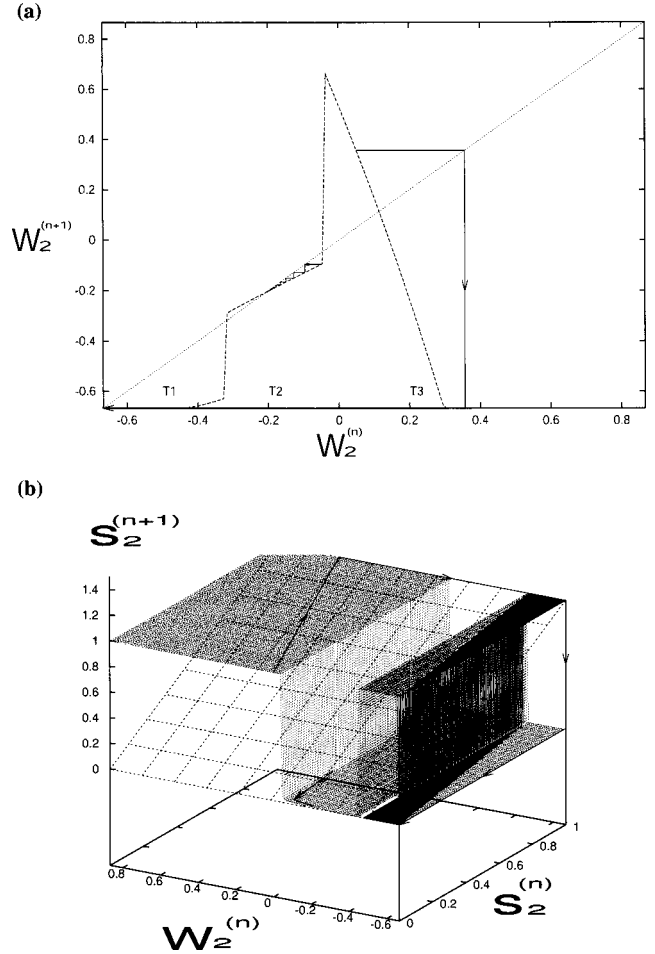 (a)
0.8
0.6
0.4
W₂⁽ⁿ⁺¹⁾
0.2
0
-0.2
-0.4
-0.6
T1 T2 T3
-0.6 -0.4 -0.2 0 0.2 0.4 0.6 0.8
W₂⁽ⁿ⁾
(b)
S₂⁽ⁿ⁺¹⁾
1.4
1.2
1
0.8
0.6
0.4
0.2
0
0.8 0.6 0.4 0.2 0 -0.2 -0.4 -0.6
0 0.2 0.4 0.6 0.8 1
W₂⁽ⁿ⁾
S₂⁽ⁿ⁾